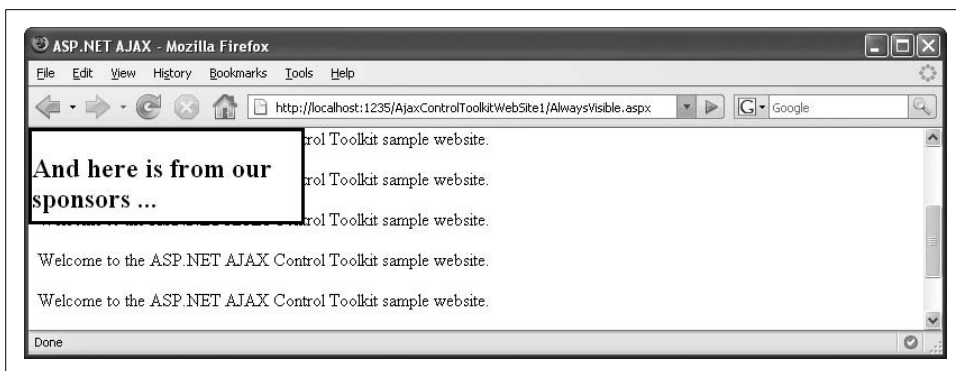 ASP.NET AJAX - Mozilla Firefox
File Edit View History Bookmarks Tools Help
http://localhost:1235/AjaxControlToolkitWebSite1/AlwaysVisible.aspx G Google
And here is from our
sponsors ...
rol Toolkit sample website.
rol Toolkit sample website.
rol Toolkit sample website.
Welcome to the ASP.NET AJAX Control Toolkit sample website.
Welcome to the ASP.NET AJAX Control Toolkit sample website.
Done